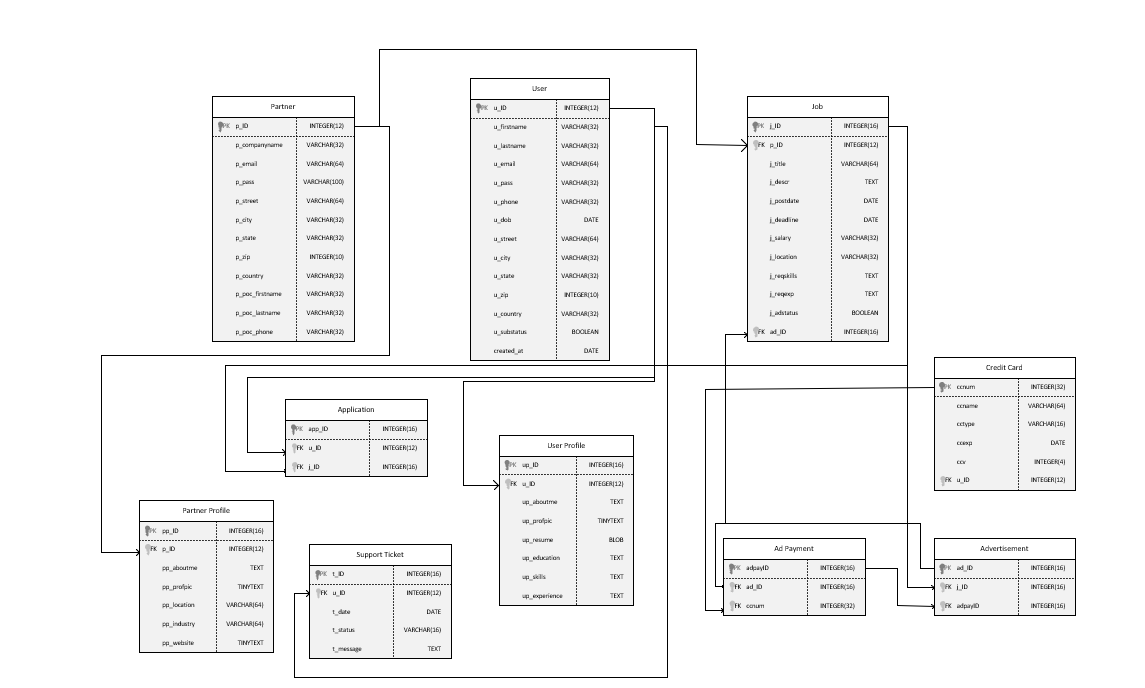 Partner
PK p_ID INTEGER(12)
p_companyname VARCHAR(32)
p_email VARCHAR(64)
p_pass VARCHAR(100)
p_street VARCHAR(64)
p_city VARCHAR(32)
p_state VARCHAR(32)
p_zip INTEGER(10)
p_country VARCHAR(32)
p_poc_firstname VARCHAR(32)
p_poc_lastname VARCHAR(32)
p_poc_phone VARCHAR(32)
User
PK u_ID INTEGER(12)
u_firstname VARCHAR(32)
u_lastname VARCHAR(32)
u_email VARCHAR(64)
u_pass VARCHAR(32)
u_phone VARCHAR(32)
u_dob DATE
u_street VARCHAR(64)
u_city VARCHAR(32)
u_state VARCHAR(32)
u_zip INTEGER(10)
u_country VARCHAR(32)
u_substatus BOOLEAN
created_at DATE
Job
PK j_ID INTEGER(16)
FK p_ID INTEGER(12)
j_title VARCHAR(64)
j_descr TEXT
j_postdate DATE
j_deadline DATE
j_salary VARCHAR(32)
j_location VARCHAR(32)
j_reqskills TEXT
j_reqexp TEXT
j_adstatus BOOLEAN
FK ad_ID INTEGER(16)
Credit Card
PK ccnum INTEGER(32)
ccname VARCHAR(64)
cctype VARCHAR(16)
ccexp DATE
ccv INTEGER(4)
FK u_ID INTEGER(12)
Application
PK app_ID INTEGER(16)
FK u_ID INTEGER(12)
FK j_ID INTEGER(16)
User Profile
PK up_ID INTEGER(16)
FK u_ID INTEGER(12)
up_aboutme TEXT
up_profpic TINYTEXT
up_resume BLOB
up_education TEXT
up_skills TEXT
up_experience TEXT
Partner Profile
PK pp_ID INTEGER(16)
FK p_ID INTEGER(12)
pp_aboutme TEXT
pp_profpic TINYTEXT
pp_location VARCHAR(64)
pp_industry VARCHAR(64)
pp_website TINYTEXT
Support Ticket
PK t_ID INTEGER(16)
FK u_ID INTEGER(12)
t_date DATE
t_status VARCHAR(16)
t_message TEXT
Ad Payment
PK adpayID INTEGER(16)
FK ad_ID INTEGER(16)
FK ccnum INTEGER(32)
Advertisement
PK ad_ID INTEGER(16)
FK j_ID INTEGER(16)
FK adpayID INTEGER(16)